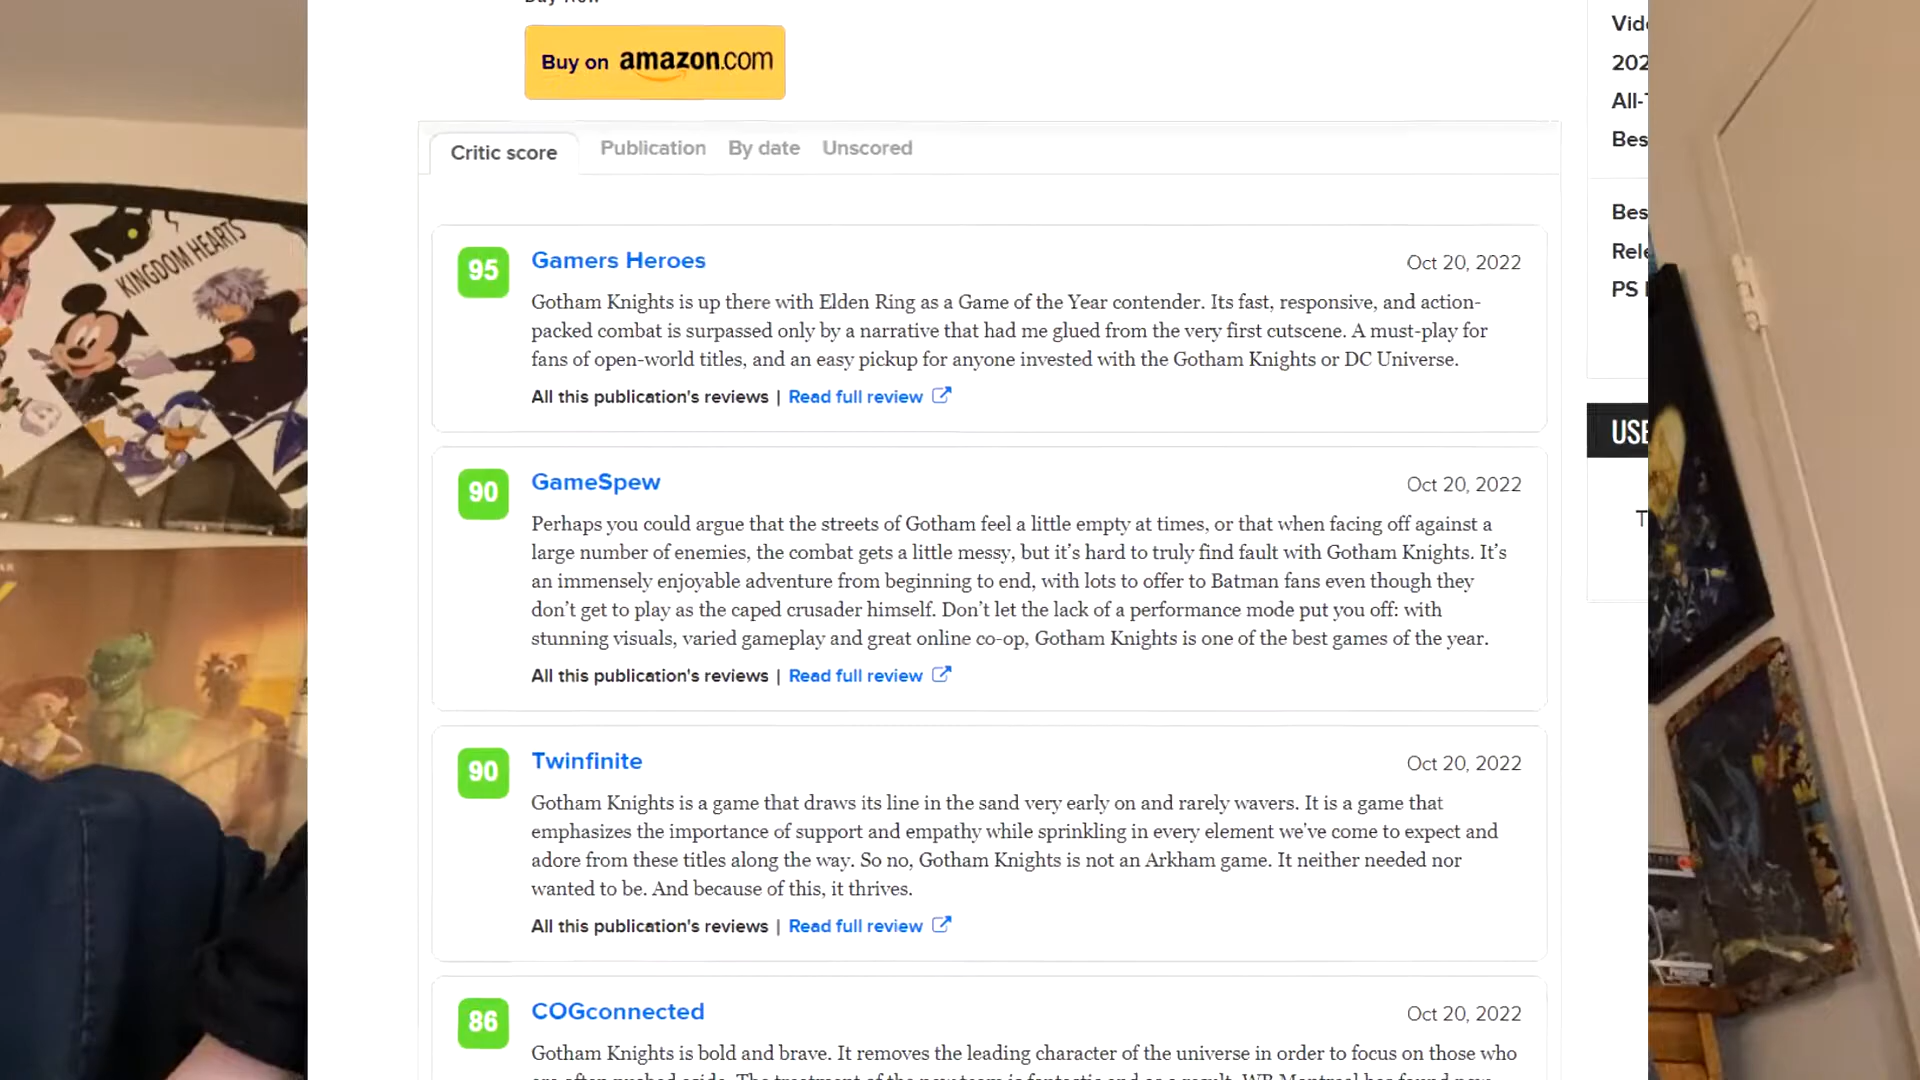 Buy on amazon.com
Critic score
Publication
By date
Unscored
95
Gamers Heroes
Oct 20, 2022
Gotham Knights is up there with Elden Ring as a Game of the Year contender. Its fast, responsive, and action-
packed combat is surpassed only by a narrative that had me glued from the very first cutscene. A must-play for
fans of open-world titles, and an easy pickup for anyone invested with the Gotham Knights or DC Universe.
All this publication's reviews | Read full review
90
GameSpew
Oct 20, 2022
Perhaps you could argue that the streets of Gotham feel a little empty at times, or that when facing off against a
large number of enemies, the combat gets a little messy, but it’s hard to truly find fault with Gotham Knights. It’s
an immensely enjoyable adventure from beginning to end, with lots to offer to Batman fans even though they
don’t get to play as the caped crusader himself. Don’t let the lack of a performance mode put you off: with
stunning visuals, varied gameplay and great online co-op, Gotham Knights is one of the best games of the year.
All this publication's reviews | Read full review
90
Twinfinite
Oct 20, 2022
Gotham Knights is a game that draws its line in the sand very early on and rarely wavers. It is a game that
emphasizes the importance of support and empathy while sprinkling in every element we've come to expect and
adore from these titles along the way. So no, Gotham Knights is not an Arkham game. It neither needed nor
wanted to be. And because of this, it thrives.
All this publication's reviews | Read full review
86
COGconnected
Oct 20, 2022
Gotham Knights is bold and brave. It removes the leading character of the universe in order to focus on those who
Vid
202
All-
Bes
Bes
Rele
PS
USE
T
KINGDOM HEARTS